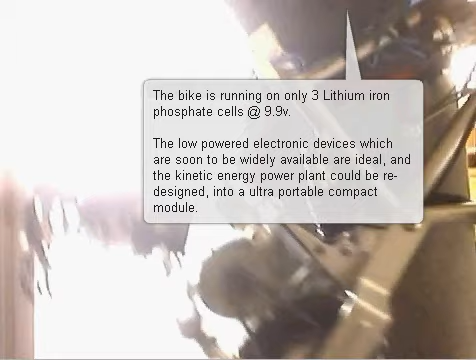 The bike is running on only 3 Lithium iron
phosphate cells @ 9.9v.
The low powered electronic devices which
are soon to be widely available are ideal, and
the kinetic energy power plant could be re-
designed, into a ultra portable compact
module.